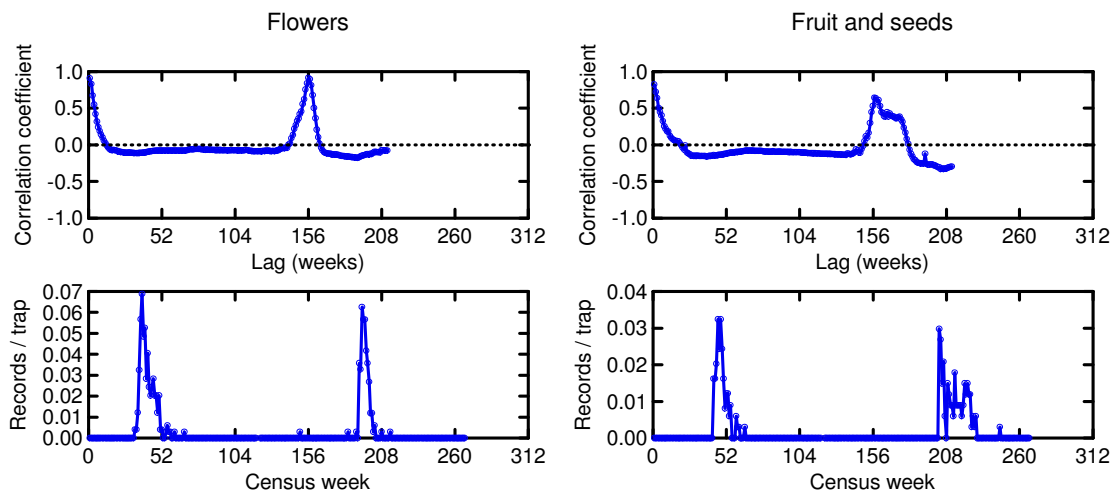 Flowers
Fruit and seeds
Correlation coefficient
1.0
0.5
0.0
-0.5
-1.0
0 52 104 156 208 260 312
Lag (weeks)
Correlation coefficient
1.0
0.5
0.0
-0.5
-1.0
0 52 104 156 208 260 312
Lag (weeks)
Records / trap
0.07
0.06
0.05
0.04
0.03
0.02
0.01
0.00
0 52 104 156 208 260 312
Census week
Records / trap
0.04
0.03
0.02
0.01
0.00
0 52 104 156 208 260 312
Census week